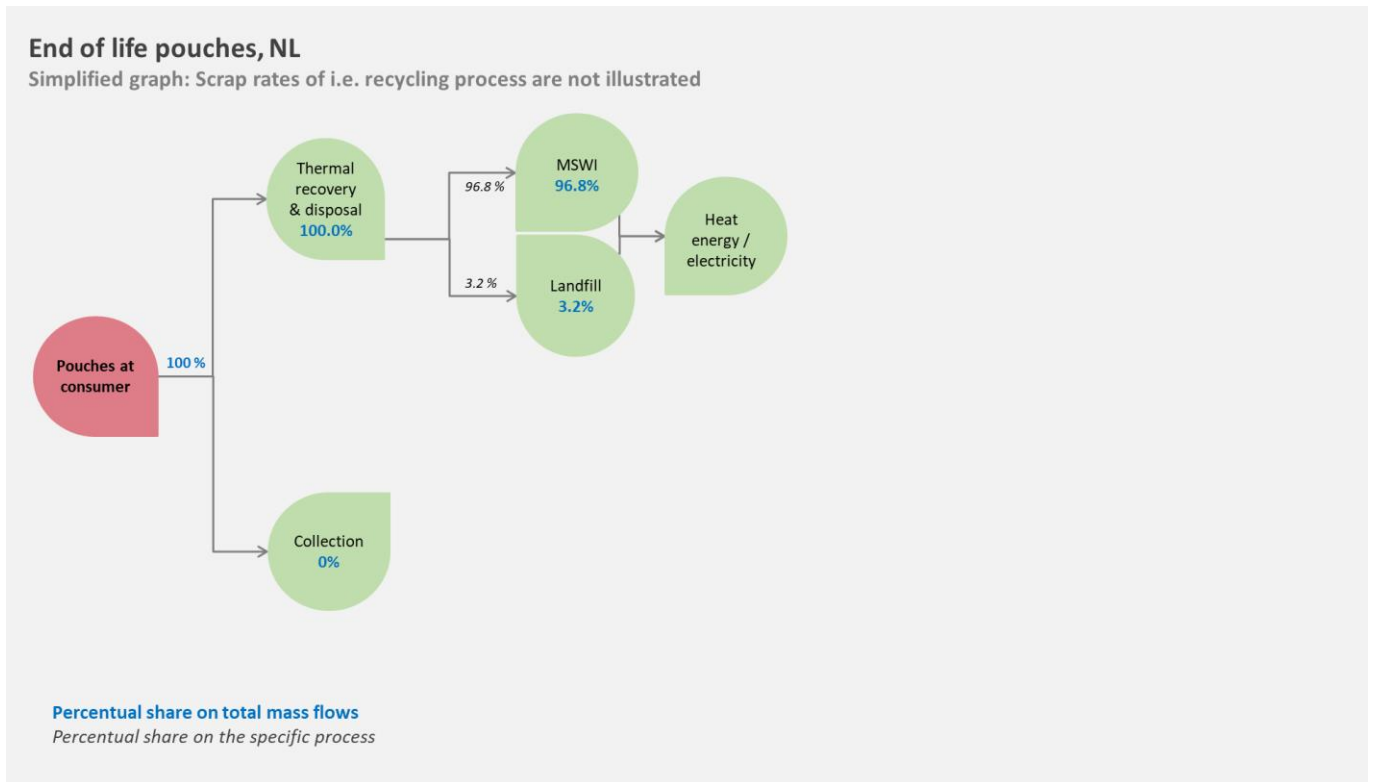 End of life pouches, NL
Simplified graph: Scrap rates of i.e. recycling process are not illustrated
Thermal
recovery
& disposal
100.0%
96.8 %
MSWI
96.8%
Heat
energy /
electricity
3.2 %
Landfill
3.2%
Pouches at
consumer
100 %
Collection
0%
Percentual share on total mass flows
Percentual share on the specific process